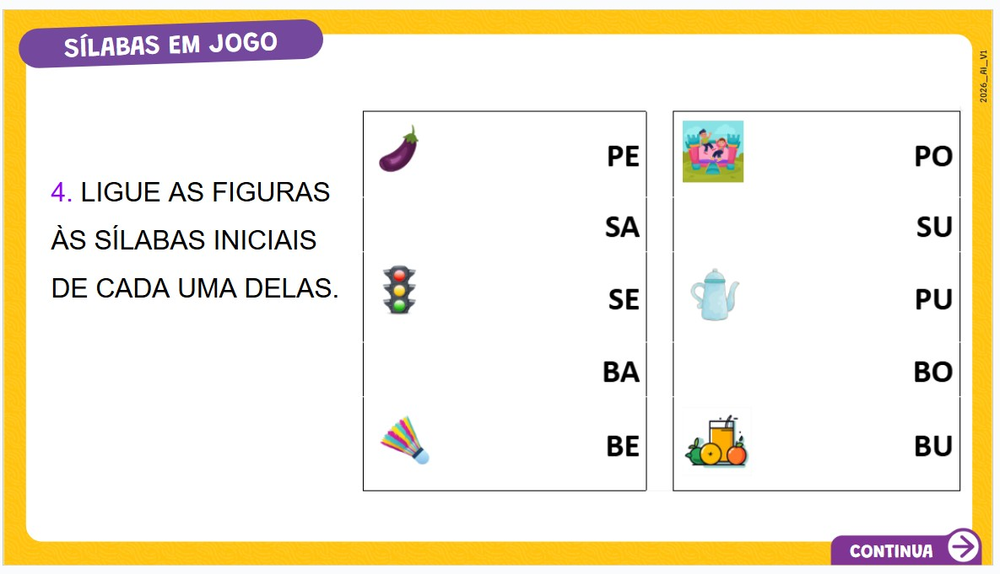 SÍLABAS EM JOGO
2026_AI_V1
4. LIGUE AS FIGURAS
ÀS SÍLABAS INICIAIS
DE CADA UMA DELAS.
PE
SA
SE
BA
BE
PO
SU
PU
BO
BU
CONTINUA